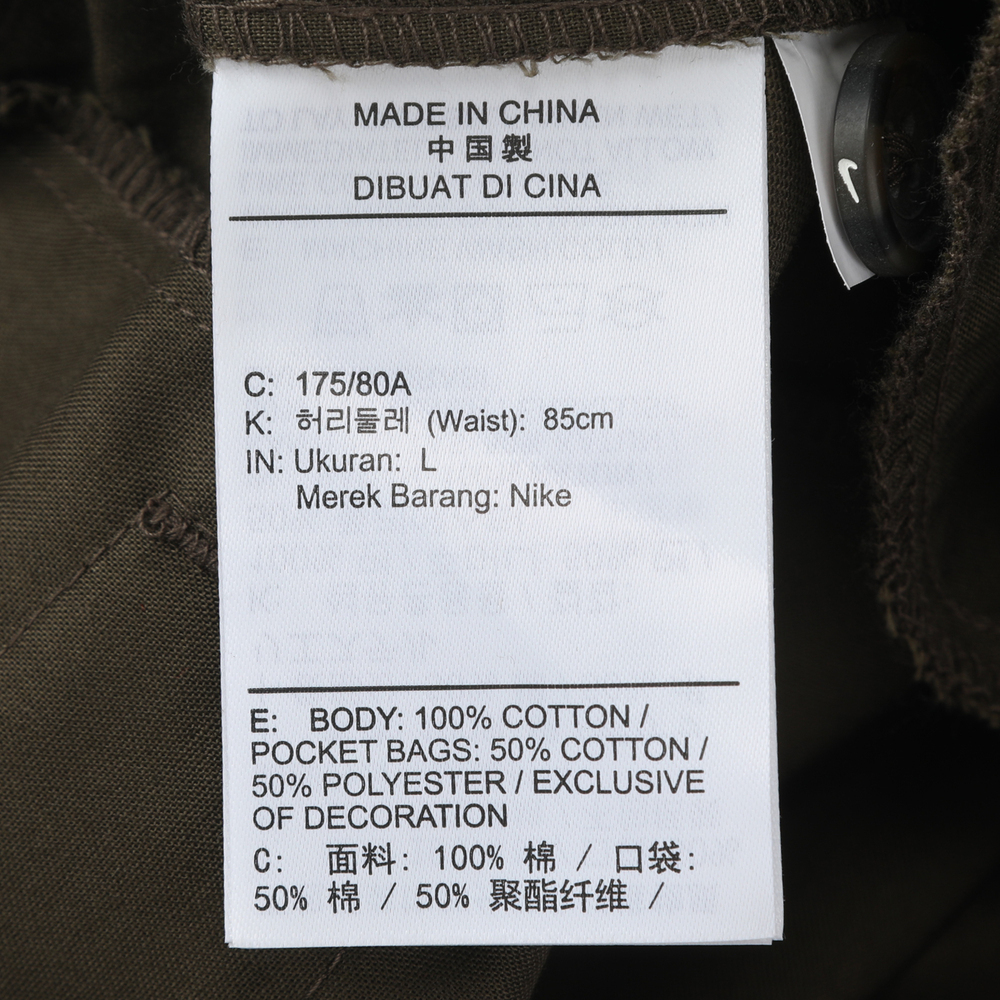 MADE IN CHINA
中国製
DIBUAT DI CINA
C: 175/80A
K: 허리둘레 (Waist): 85cm
IN: Ukuran: L
Merek Barang: Nike
E: BODY: 100% COTTON /
POCKET BAGS: 50% COTTON /
50% POLYESTER / EXCLUSIVE
OF DECORATION
C: 面料: 100% 棉 / 口袋:
50% 棉 / 50% 聚酯纤维 /